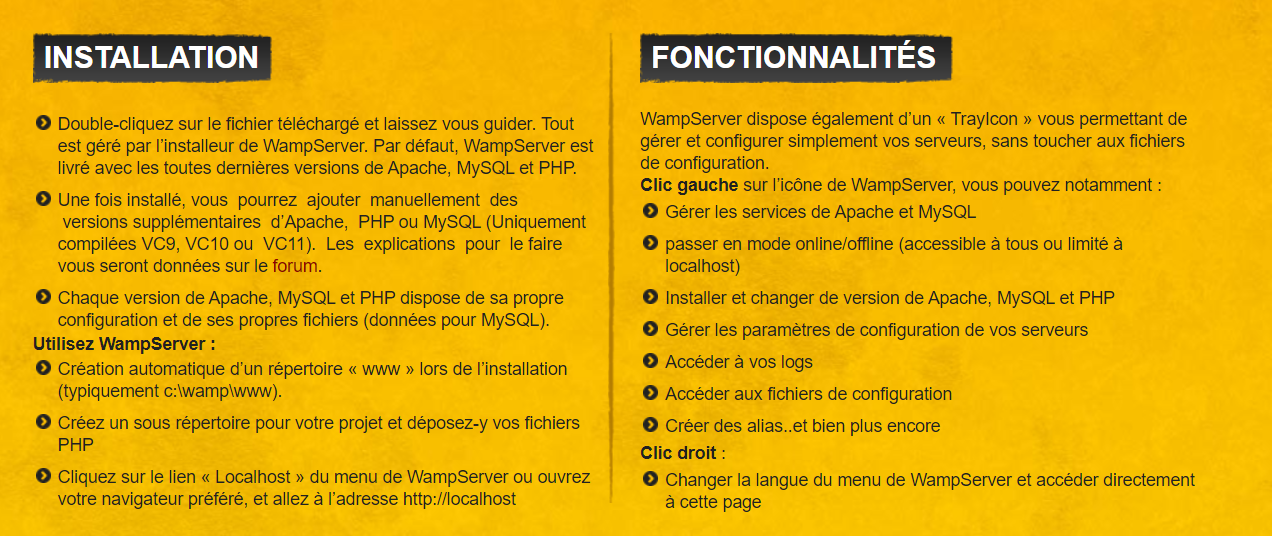 INSTALLATION
Double-cliquez sur le fichier téléchargé et laissez vous guider. Tout
est géré par l'installeur de WampServer. Par défaut, WampServer est
livré avec les toutes dernières versions de Apache, MySQL et PHP.
Une fois installé, vous pourrez ajouter manuellement des
versions supplémentaires d'Apache, PHP ou MySQL (Uniquement
compilées VC9, VC10 ou VC11). Les explications pour le faire
vous seront données sur le forum.
Chaque version de Apache, MySQL et PHP dispose de sa propre
configuration et de ses propres fichiers (données pour MySQL).
Utilisez WampServer :
Création automatique d'un répertoire « www » lors de l'installation
(typiquement c:\wamp\www).
Créez un sous répertoire pour votre projet et déposez-y vos fichiers
PHP
Cliquez sur le lien « Localhost » du menu de WampServer ou ouvrez
votre navigateur préféré, et allez à l'adresse http://localhost
FONCTIONNALITÉS
WampServer dispose également d'un « TrayIcon » vous permettant de
gérer et configurer simplement vos serveurs, sans toucher aux fichiers
de configuration.
Clic gauche sur l'icône de WampServer, vous pouvez notamment :
Gérer les services de Apache et MySQL
passer en mode online/offline (accessible à tous ou limité à
localhost)
Installer et changer de version de Apache, MySQL et PHP
Gérer les paramètres de configuration de vos serveurs
Accéder à vos logs
Accéder aux fichiers de configuration
Créer des alias..et bien plus encore
Clic droit :
Changer la langue du menu de WampServer et accéder directement
à cette page